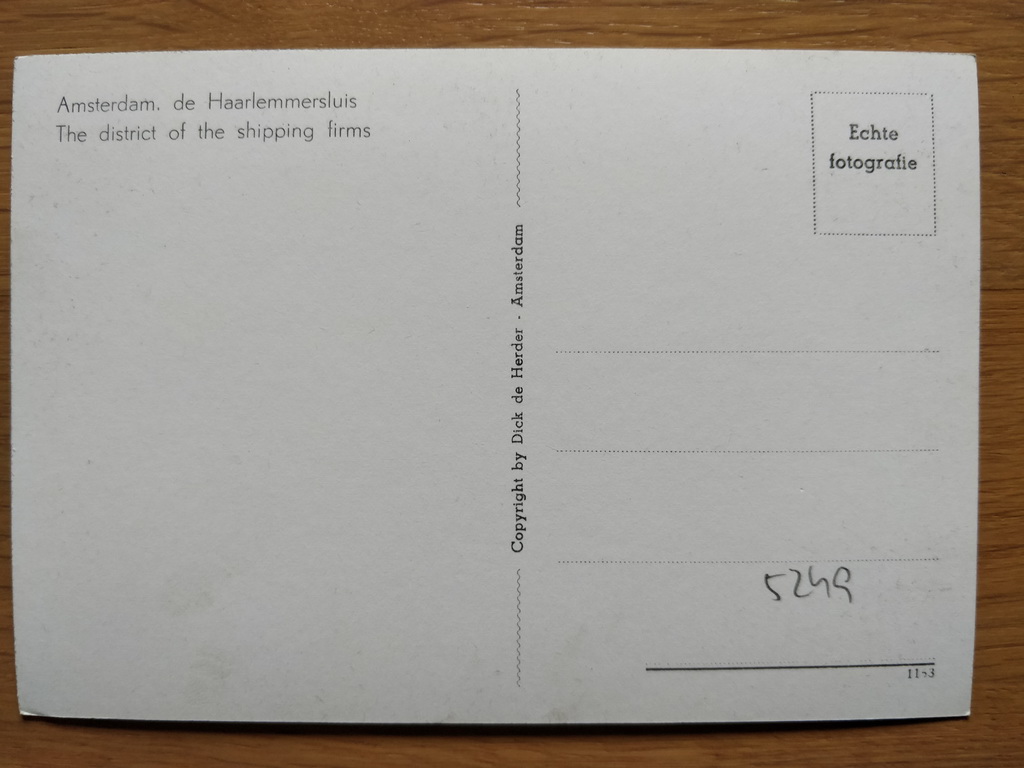 Amsterdam. de Haarlemmersluis
The district of the shipping firms
Echte
fotografie
Copyright by Dick de Herder - Amsterdam
5249